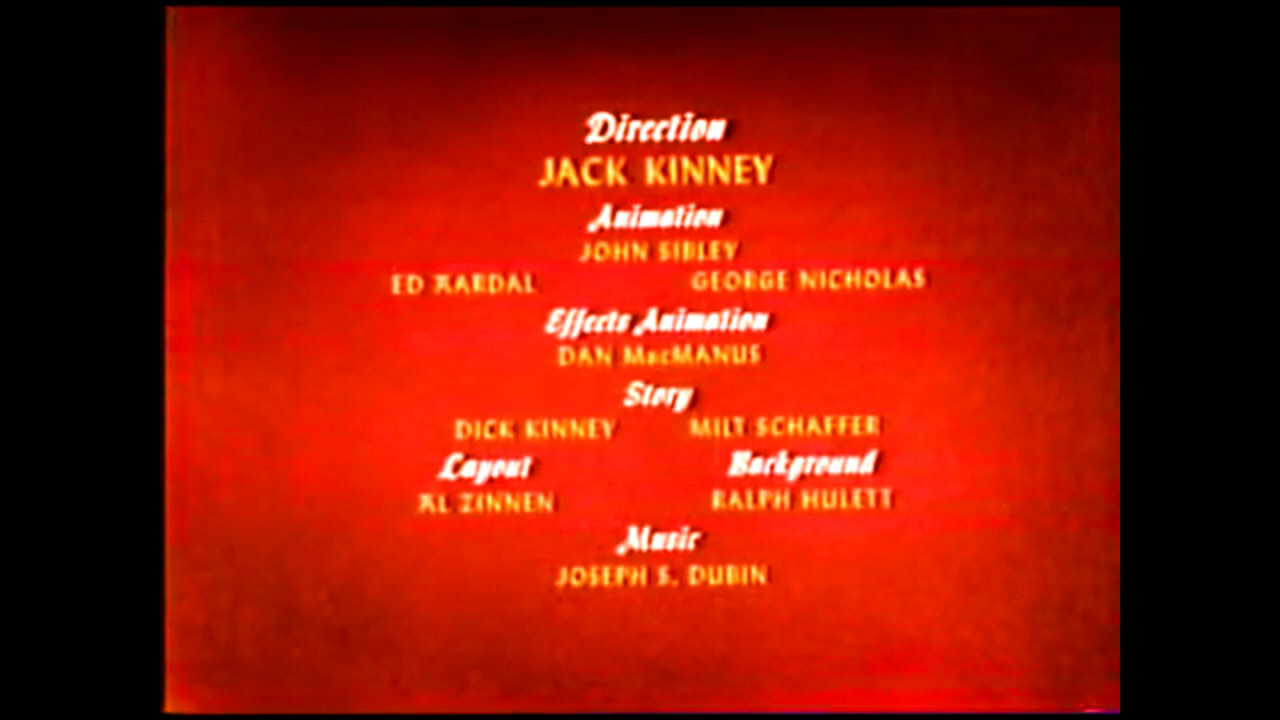 Direction
JACK KINNEY
Animation
JOHN SIBLEY
ED AARDAL GEORGE NICHOLAS
Effects Animation
DAN MacMANUS
Story
DICK KINNEY MILT SCHAFFER
Layout Background
AL ZINNEN RALPH HULETT
Music
JOSEPH S. DUBIN